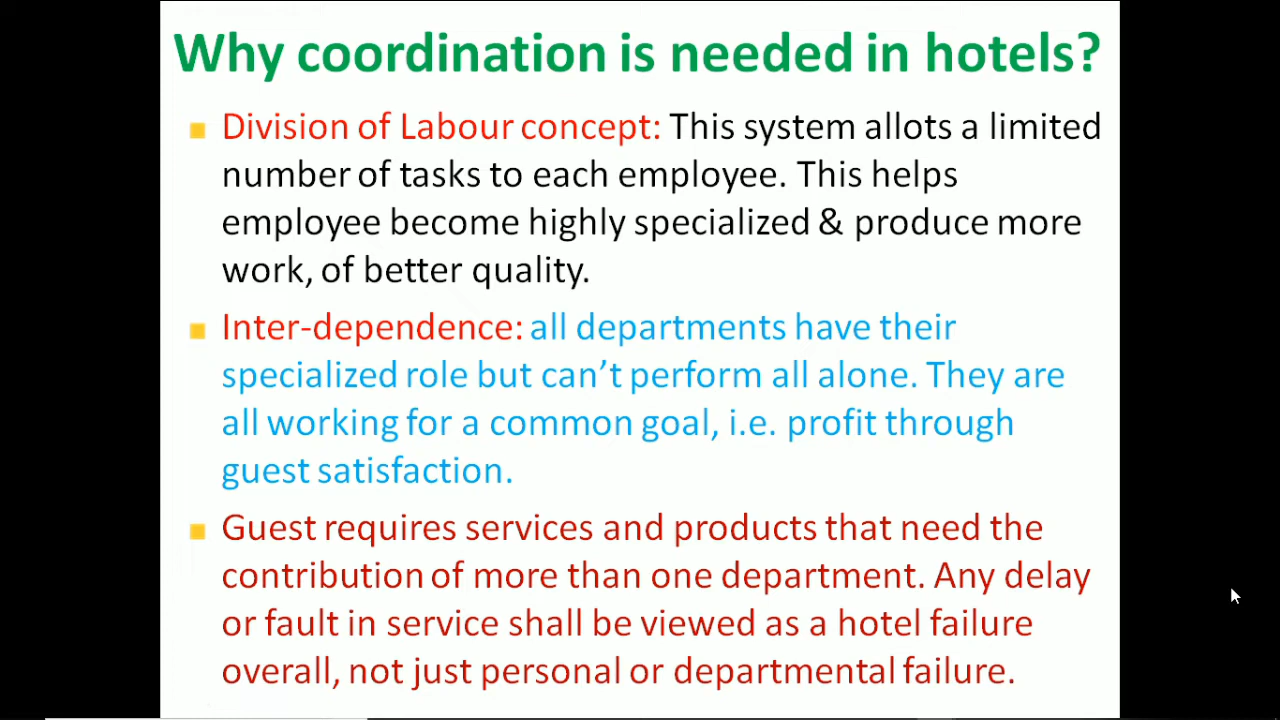 Why coordination is needed in hotels?
Division of Labour concept: This system allots a limited
number of tasks to each employee. This helps
employee become highly specialized & produce more
work, of better quality.
Inter-dependence: all departments have their
specialized role but can’t perform all alone. They are
all working for a common goal, i.e. profit through
guest satisfaction.
Guest requires services and products that need the
contribution of more than one department. Any delay
or fault in service shall be viewed as a hotel failure
overall, not just personal or departmental failure.